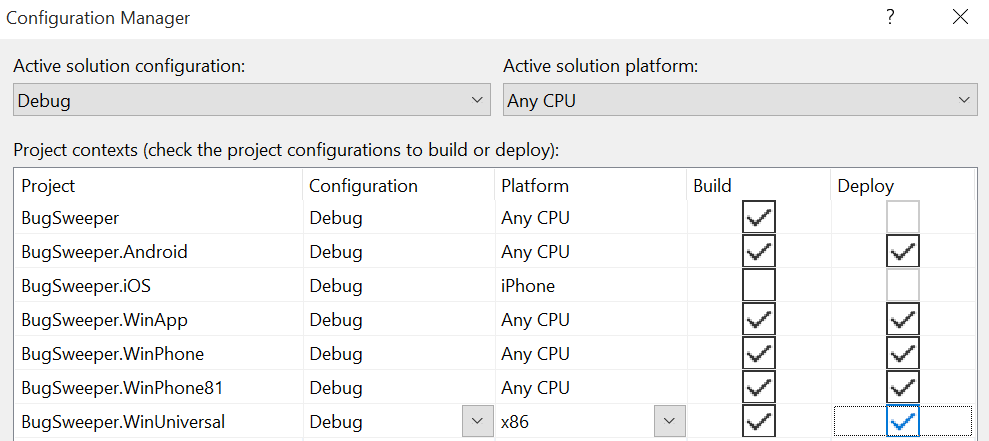 Configuration Manager ?
Active solution configuration: Active solution platform:
Debug Any CPU
Project contexts (check the project configurations to build or deploy):
Project Configuration Platform Build Deploy
BugSweeper Debug Any CPU
BugSweeper.Android Debug Any CPU
BugSweeper.iOS Debug iPhone
BugSweeper.WinApp Debug Any CPU
BugSweeper.WinPhone Debug Any CPU
BugSweeper.WinPhone81 Debug Any CPU
BugSweeper.WinUniversal Debug x86